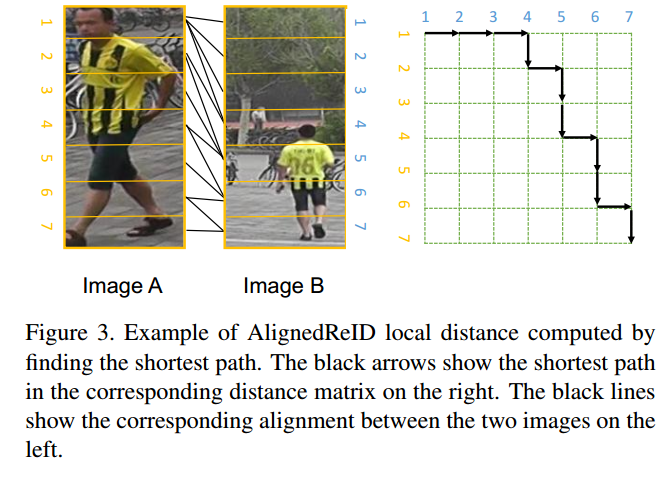 1 2 3 4 5 6 7
1 2 3 4 5 6 7
1 2 3 4 5 6 7
1 2 3 4 5 6 7
16
Image A Image B
Figure 3. Example of AlignedReID local distance computed by
finding the shortest path. The black arrows show the shortest path
in the corresponding distance matrix on the right. The black lines
show the corresponding alignment between the two images on the
left.